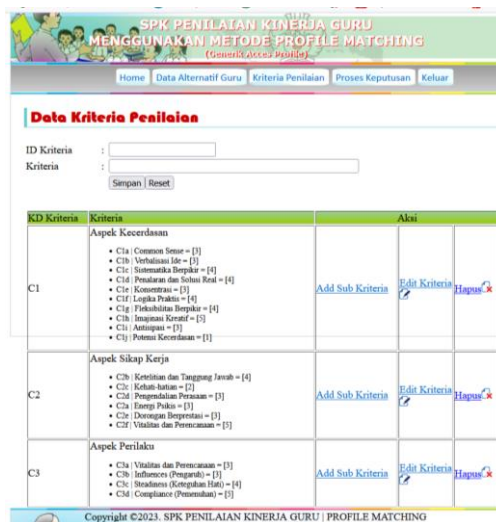 SPK PENILAIAN KINERJA GURU
MENGGUNAKAN METODE PROFILE MATCHING
(Generik Acces Profile)
Home Data Alternatif Guru Kriteria Penilaian Proses Keputusan Keluar
Data Kriteria Penilaian
ID Kriteria :
Kriteria :
Simpan Reset
KD Kriteria Kriteria Aksi
Aspek Kecerdasan
• C1a | Common Sense = [3]
• C1b | Verbalisasi Ide = [3]
• C1c | Sistematika Berpikir = [4]
• C1d | Penalaran dan Solusi Real = [4]
• C1e | Konsentrasi = [3]
• C1f | Logika Praktis = [4]
• C1g | Fleksibilitas Berpikir = [4]
• C1h | Imajinasi Kreatif = [5]
• C1i | Antisipasi = [3]
• C1j | Potensi Kecerdasan = [1]
C1 Add Sub Kriteria Edit Kriteria Hapus
Aspek Sikap Kerja
• C2b | Ketelitian dan Tanggung Jawab = [4]
• C2c | Kehati-hatian = [2]
• C2d | Pengendalian Perasaan = [3]
• C2a | Energi Psikis = [3]
• C2e | Dorongan Berprestasi = [3]
• C2f | Vitalitas dan Perencanaan = [5]
C2 Add Sub Kriteria Edit Kriteria Hapus
Aspek Perilaku
• C3a | Vitalitas dan Perencanaan = [3]
• C3b | Influences (Pengaruh) = [3]
• C3c | Steadiness (Keteguhan Hati) = [4]
• C3d | Compliance (Pemenuhan) = [5]
C3 Add Sub Kriteria Edit Kriteria Hapus
Copyright ©2023. SPK PENILAIAN KINERJA GURU | PROFILE MATCHING